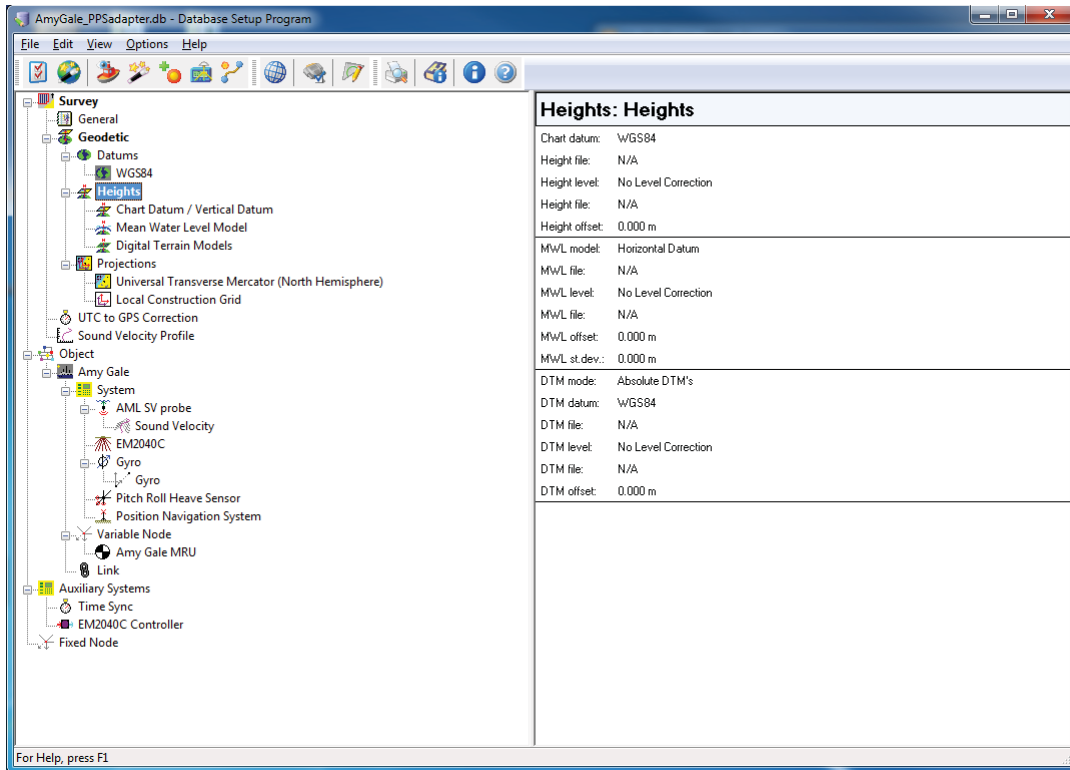 AmyGale_PPSadapter.db - Database Setup Program
File Edit View Options Help
Survey
General
Geodetic
Datums
WGS84
Heights
Chart Datum / Vertical Datum
Mean Water Level Model
Digital Terrain Models
Projections
Universal Transverse Mercator (North Hemisphere)
Local Construction Grid
UTC to GPS Correction
Sound Velocity Profile
Object
Amy Gale
System
AML SV probe
Sound Velocity
EM2040C
Gyro
Gyro
Pitch Roll Heave Sensor
Position Navigation System
Variable Node
Amy Gale MRU
Link
Auxiliary Systems
Time Sync
EM2040C Controller
Fixed Node
Heights: Heights
Chart datum: WGS84
Height file: N/A
Height level: No Level Correction
Height file: N/A
Height offset: 0.000 m
MWL model: Horizontal Datum
MWL file: N/A
MWL level: No Level Correction
MWL file: N/A
MWL offset: 0.000 m
MWL st.dev.: 0.000 m
DTM mode: Absolute DTM's
DTM datum: WGS84
DTM file: N/A
DTM level: No Level Correction
DTM file: N/A
DTM offset: 0.000 m
For Help, press F1